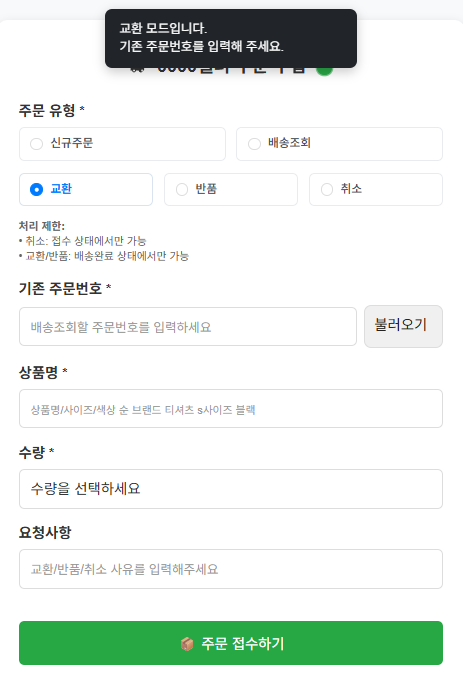 교환 모드입니다.
기존 주문번호를 입력해 주세요.
주문 유형 *
신규주문
배송조회
교환
반품
취소
처리 제한:
• 취소: 접수 상태에서만 가능
• 교환/반품: 배송완료 상태에서만 가능
기존 주문번호 *
배송조회할 주문번호를 입력하세요
불러오기
상품명 *
상품명/사이즈/색상 순 브랜드 티셔츠 s사이즈 블랙
수량 *
수량을 선택하세요
요청사항
교환/반품/취소 사유를 입력해주세요
📦 주문 접수하기